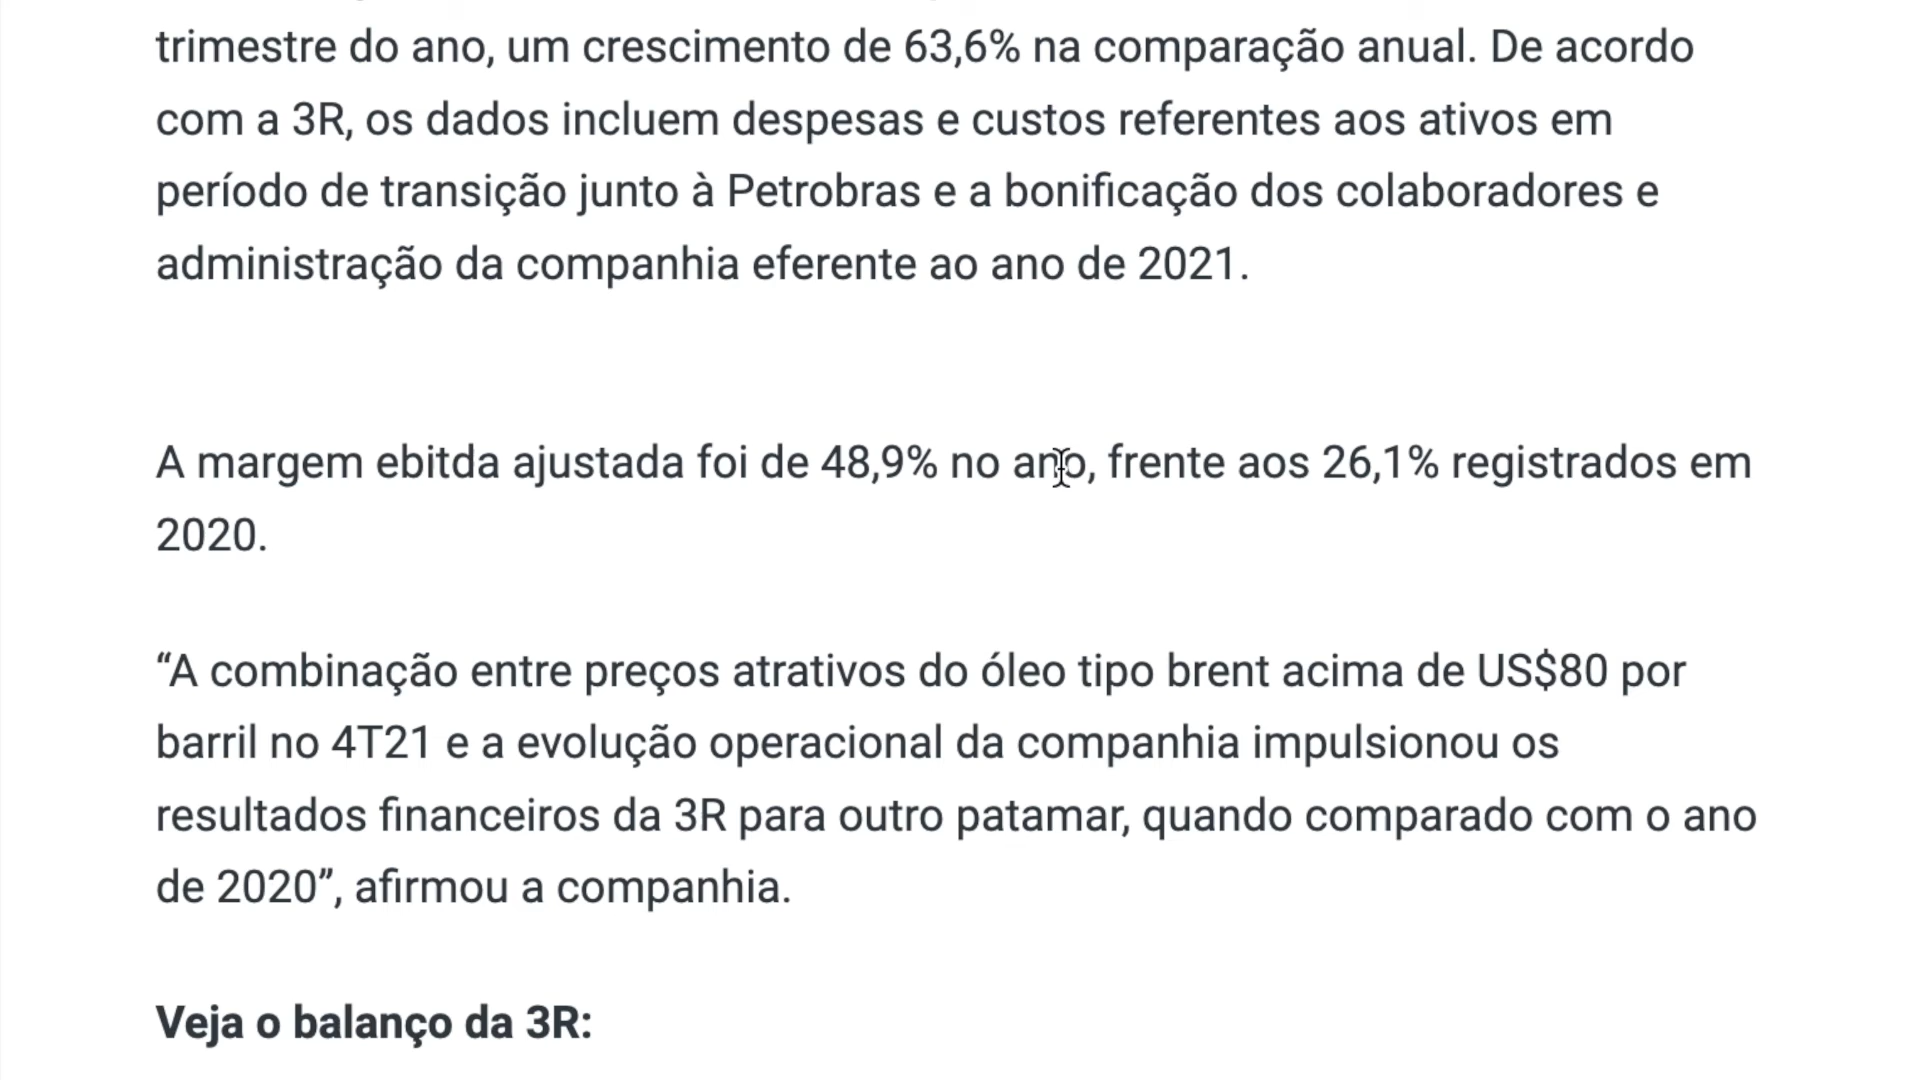 trimestre do ano, um crescimento de 63,6% na comparação anual. De acordo
com a 3R, os dados incluem despesas e custos referentes aos ativos em
período de transição junto à Petrobras e a bonificação dos colaboradores e
administração da companhia eferente ao ano de 2021.
A margem ebitda ajustada foi de 48,9% no ano, frente aos 26,1% registrados em
2020.
“A combinação entre preços atrativos do óleo tipo brent acima de US$80 por
barril no 4T21 e a evolução operacional da companhia impulsionou os
resultados financeiros da 3R para outro patamar, quando comparado com o ano
de 2020”, afirmou a companhia.
Veja o balanço da 3R: